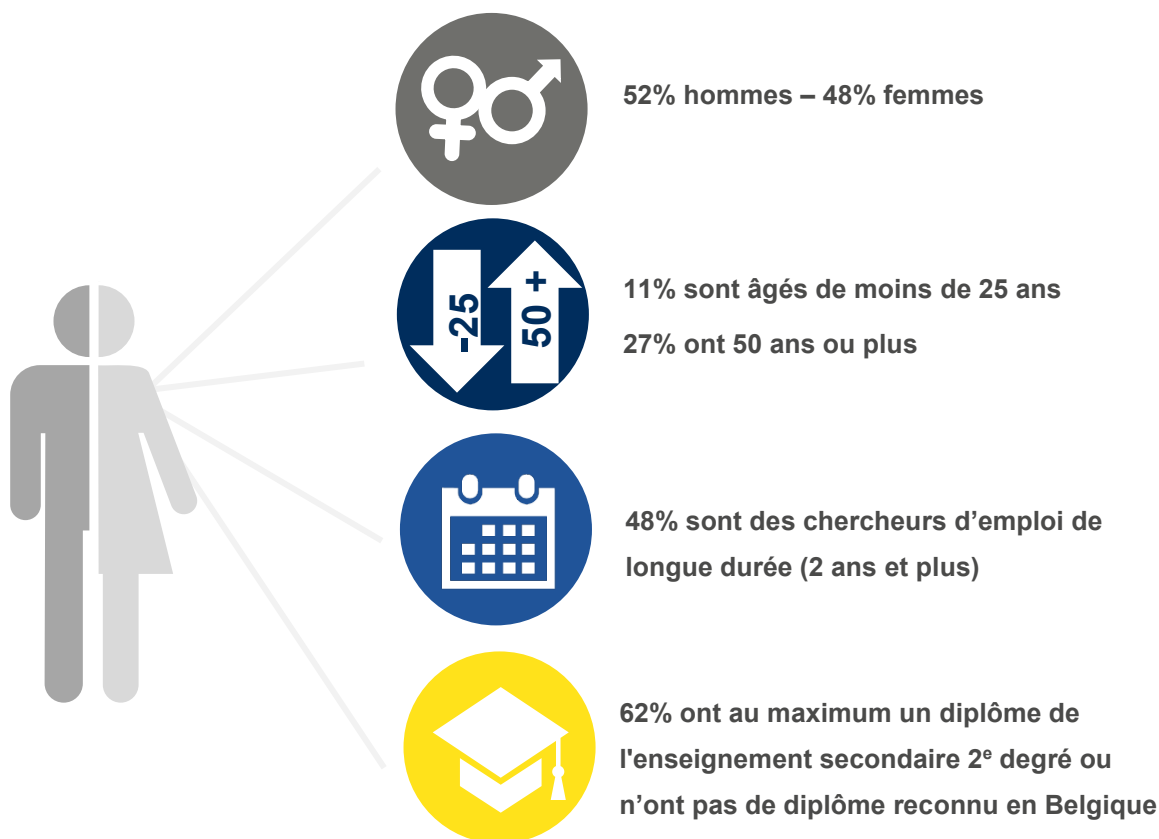 52% hommes – 48% femmes
-25
50 +
11% sont âgés de moins de 25 ans
27% ont 50 ans ou plus
48% sont des chercheurs d’emploi de
longue durée (2 ans et plus)
62% ont au maximum un diplôme de
l'enseignement secondaire 2e degré ou
n’ont pas de diplôme reconnu en Belgique